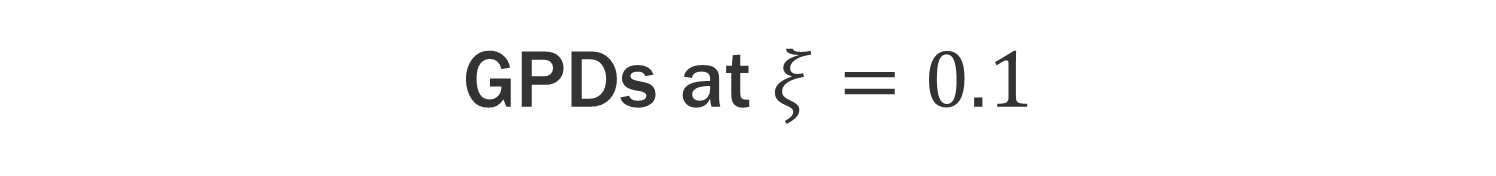 GPDs at ξ = 0.1